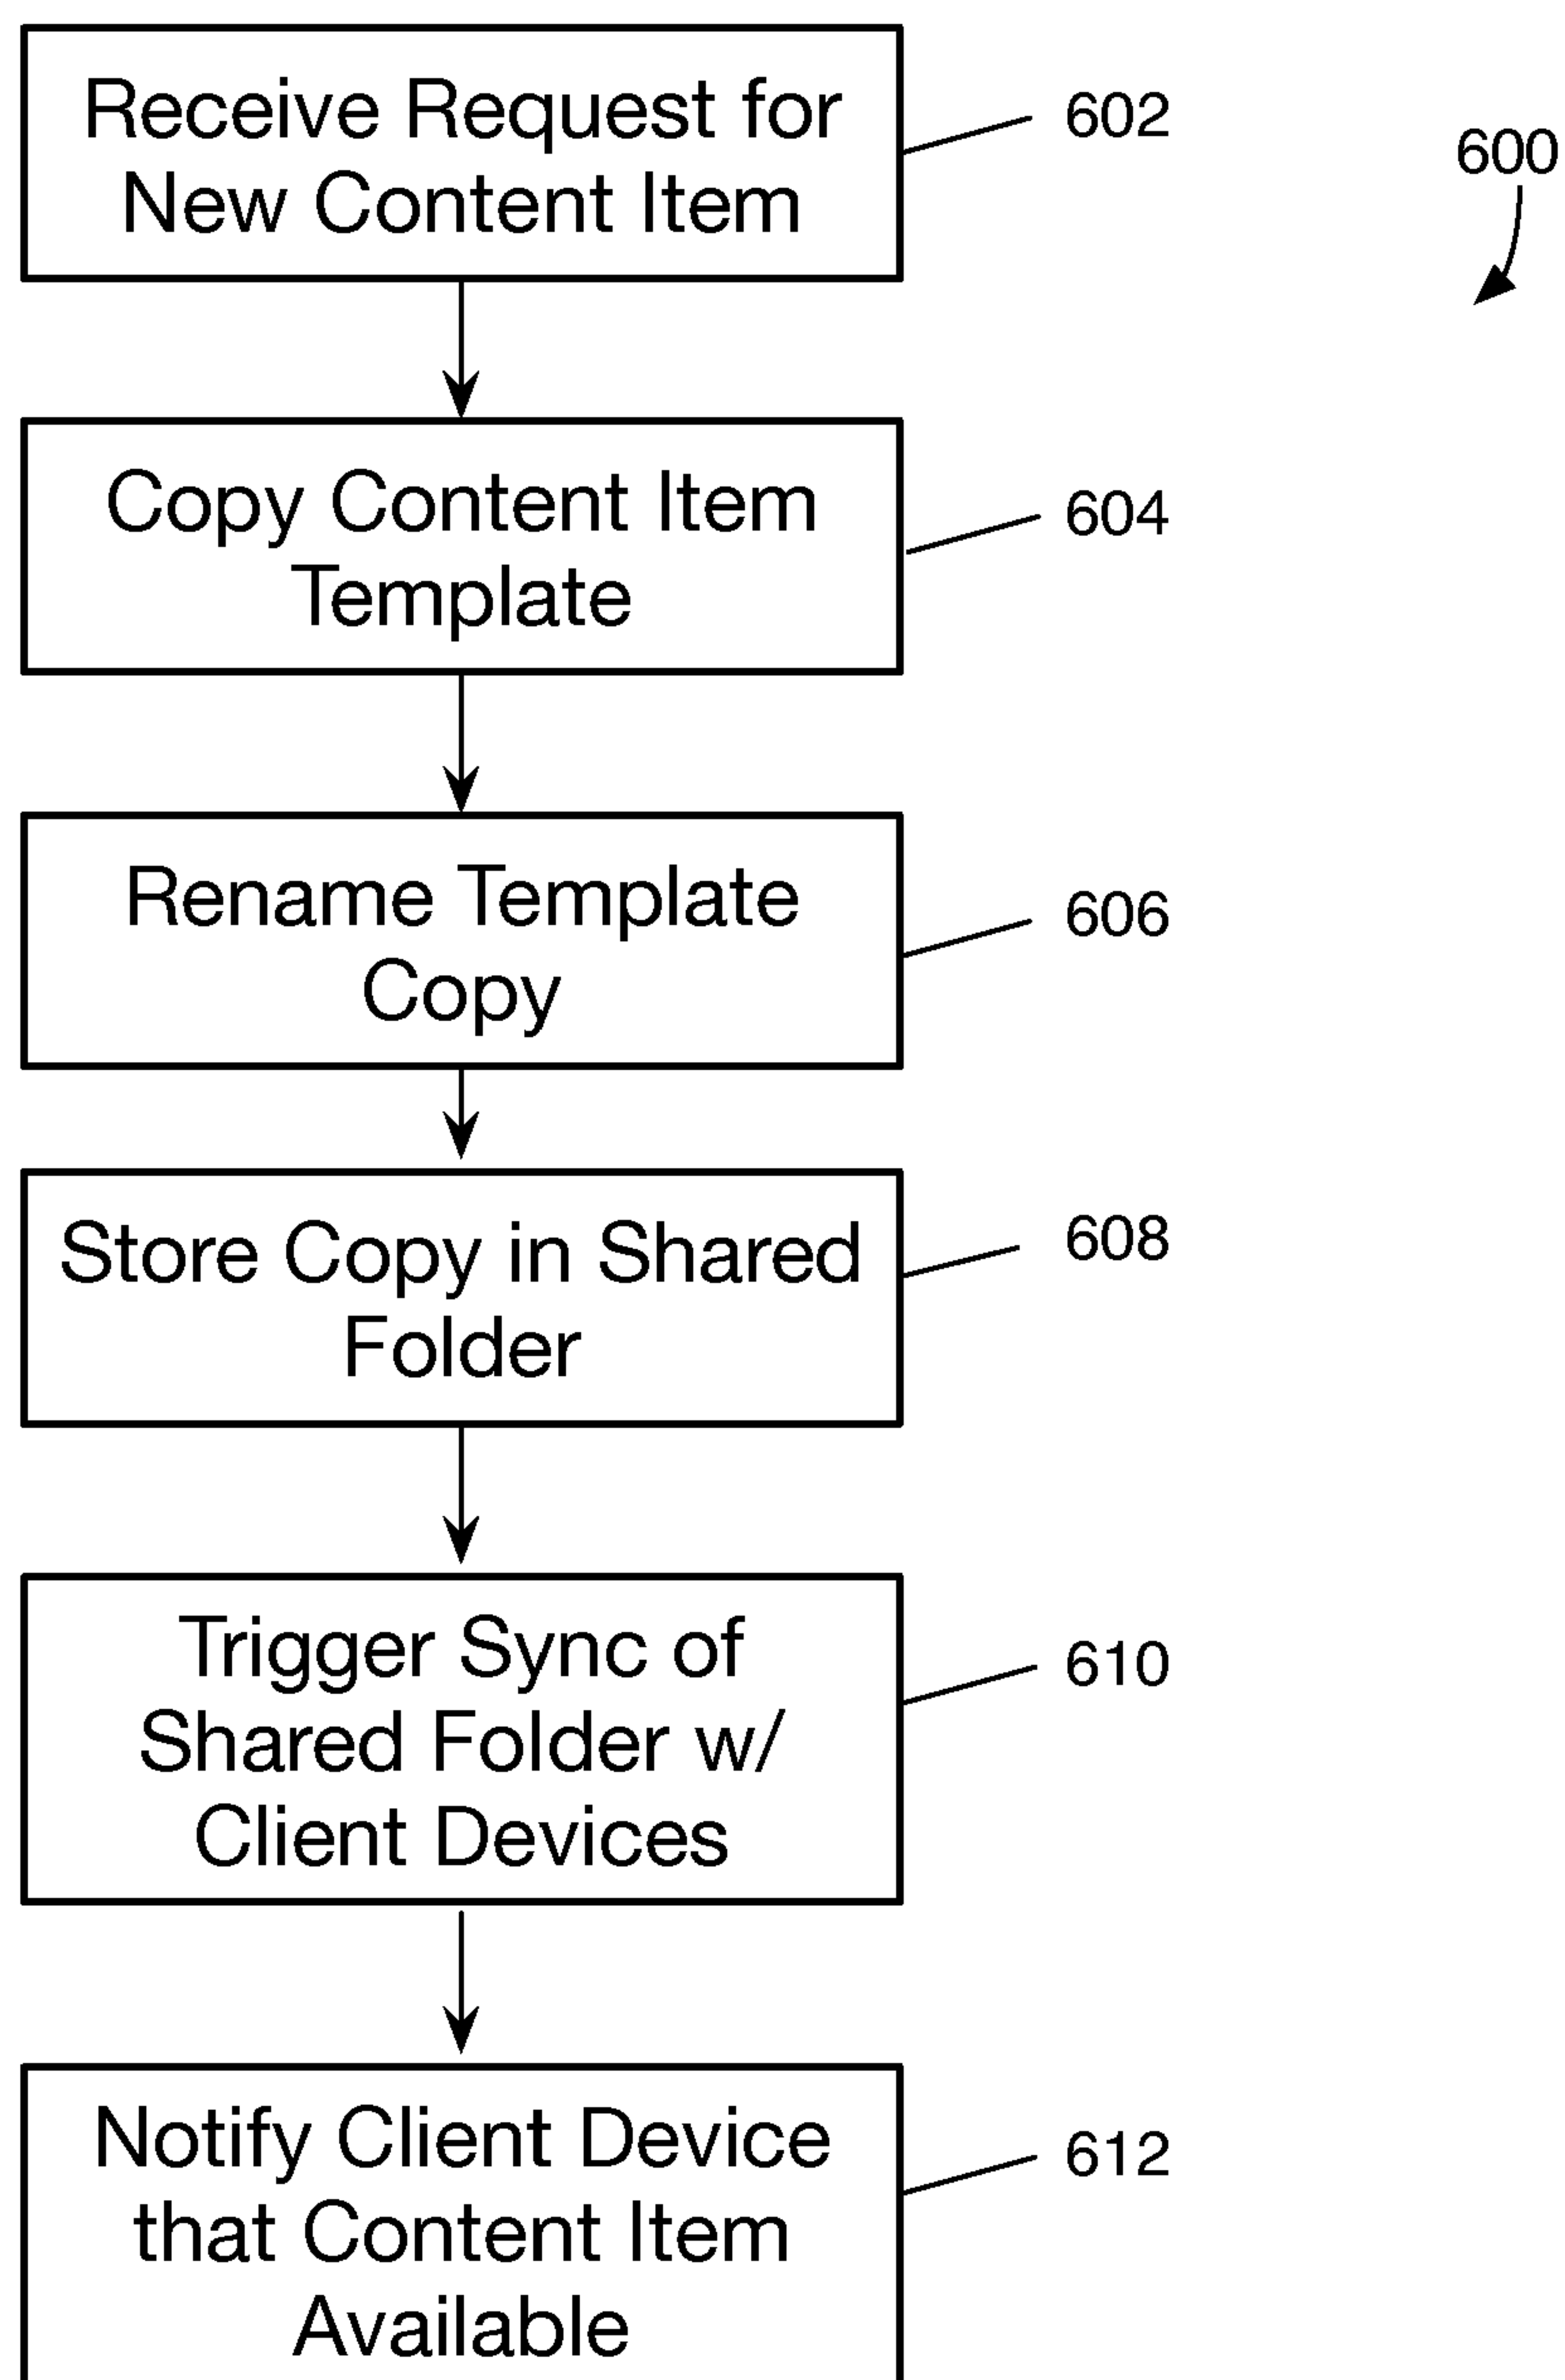 Receive Request for
New Content Item
602
600
Copy Content Item
Template
604
Rename Template
Copy
606
Store Copy in Shared
Folder
608
Trigger Sync of
Shared Folder w/
Client Devices
610
Notify Client Device
that Content Item
Available
612